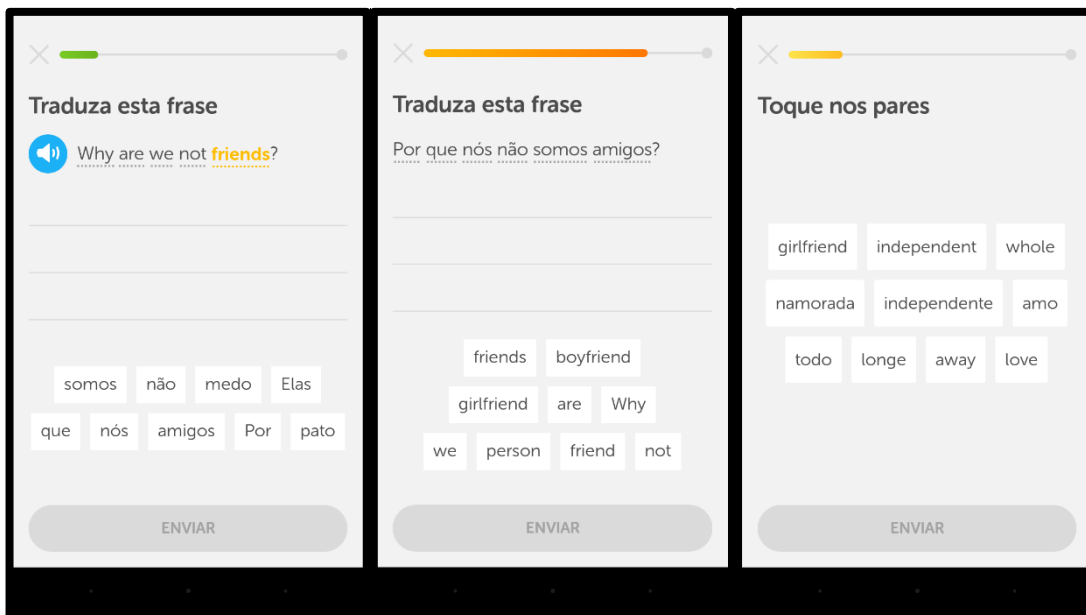 Traduza esta frase
Why are we not friends?
somos não medo Elas
que nós amigos Por pato
ENVIAR
Traduza esta frase
Por que nós não somos amigos?
friends boyfriend
girlfriend are Why
we person friend not
ENVIAR
Toque nos pares
girlfriend independent whole
namorada independente amo
todo longe away love
ENVIAR